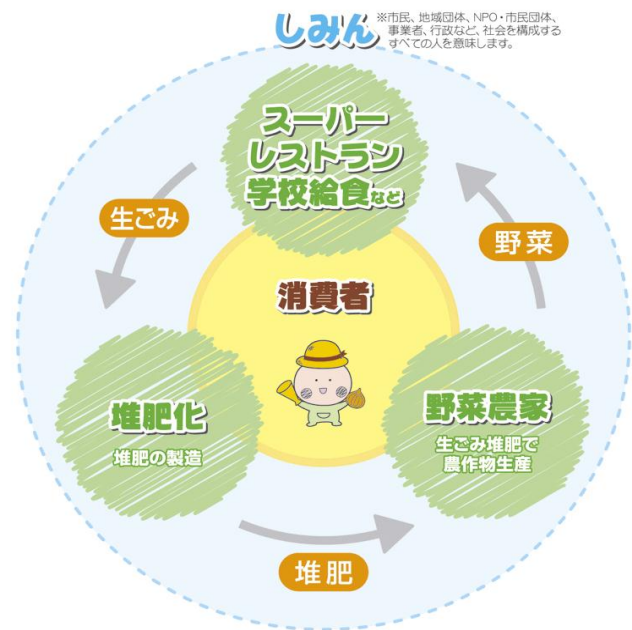 しみん
※市民、地域団体、NPO・市民団体、
事業者、行政など、社会を構成する
すべての人を意味します。
スーパー
レストラン
学校給食など
生ごみ
野菜
消費者
堆肥化
堆肥の製造
野菜農家
生ごみ堆肥で
農作物生産
堆肥